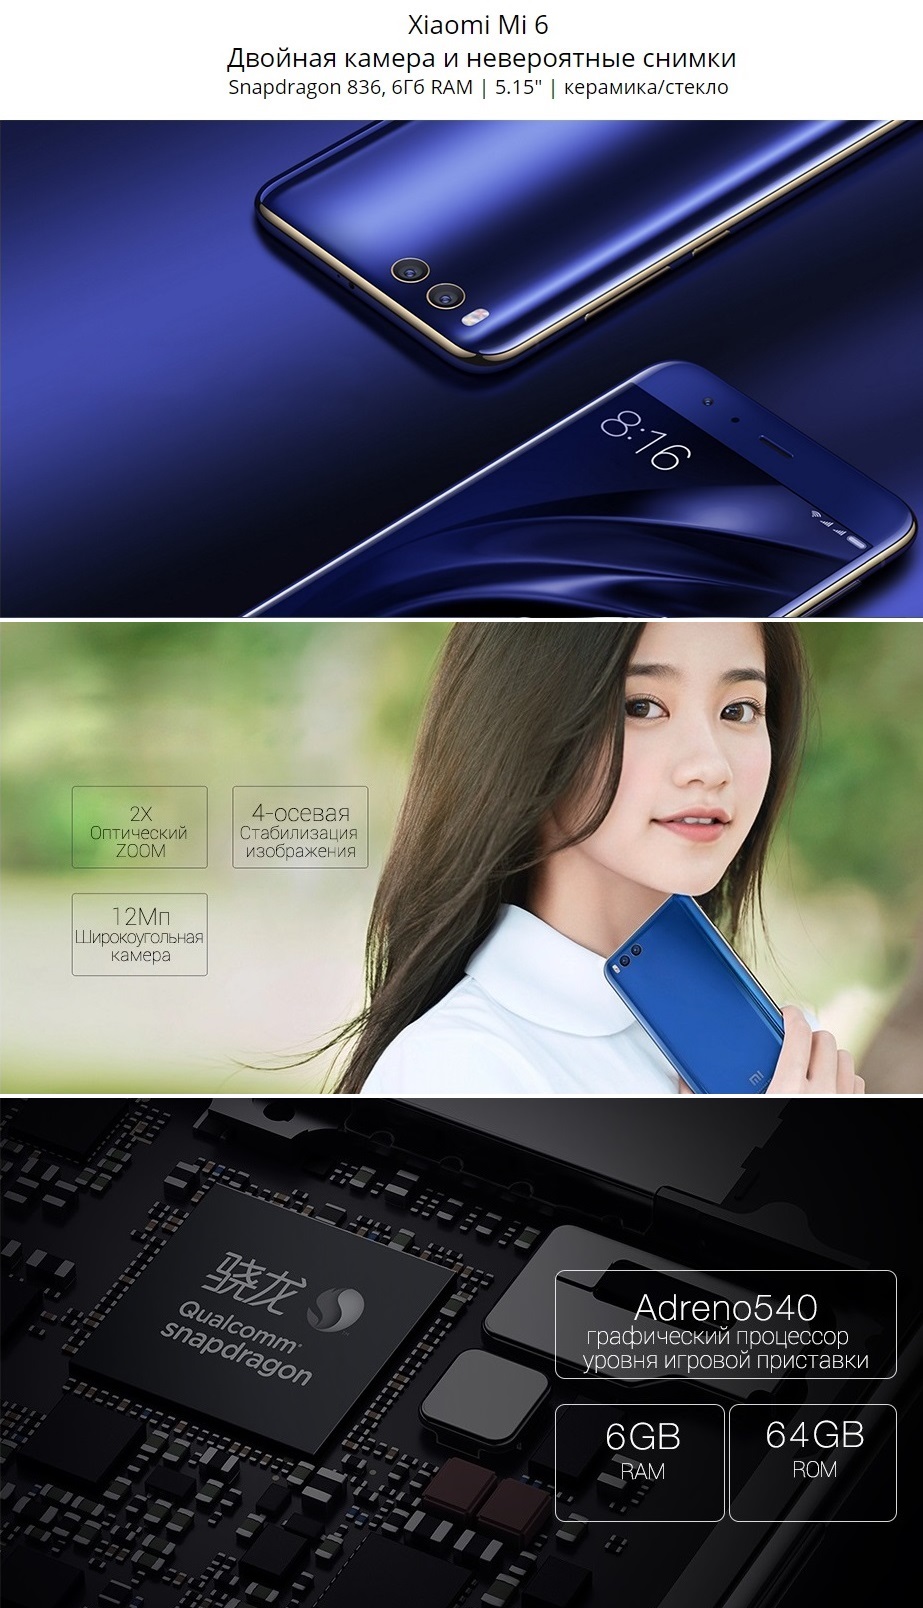 Xiaomi Mi 6
Двойная камера и невероятные снимки
Snapdragon 836, 6Гб RAM | 5.15" | керамика/стекло
8:16
2X
Оптический
ZOOM
4-осевая
Стабилизация
изображения
12Мп
Широкоугольная
камера
mi
骁龙
Qualcomm
snapdragon
Adreno540
графический процессор
уровня игровой приставки
6GB
RAM
64GB
ROM